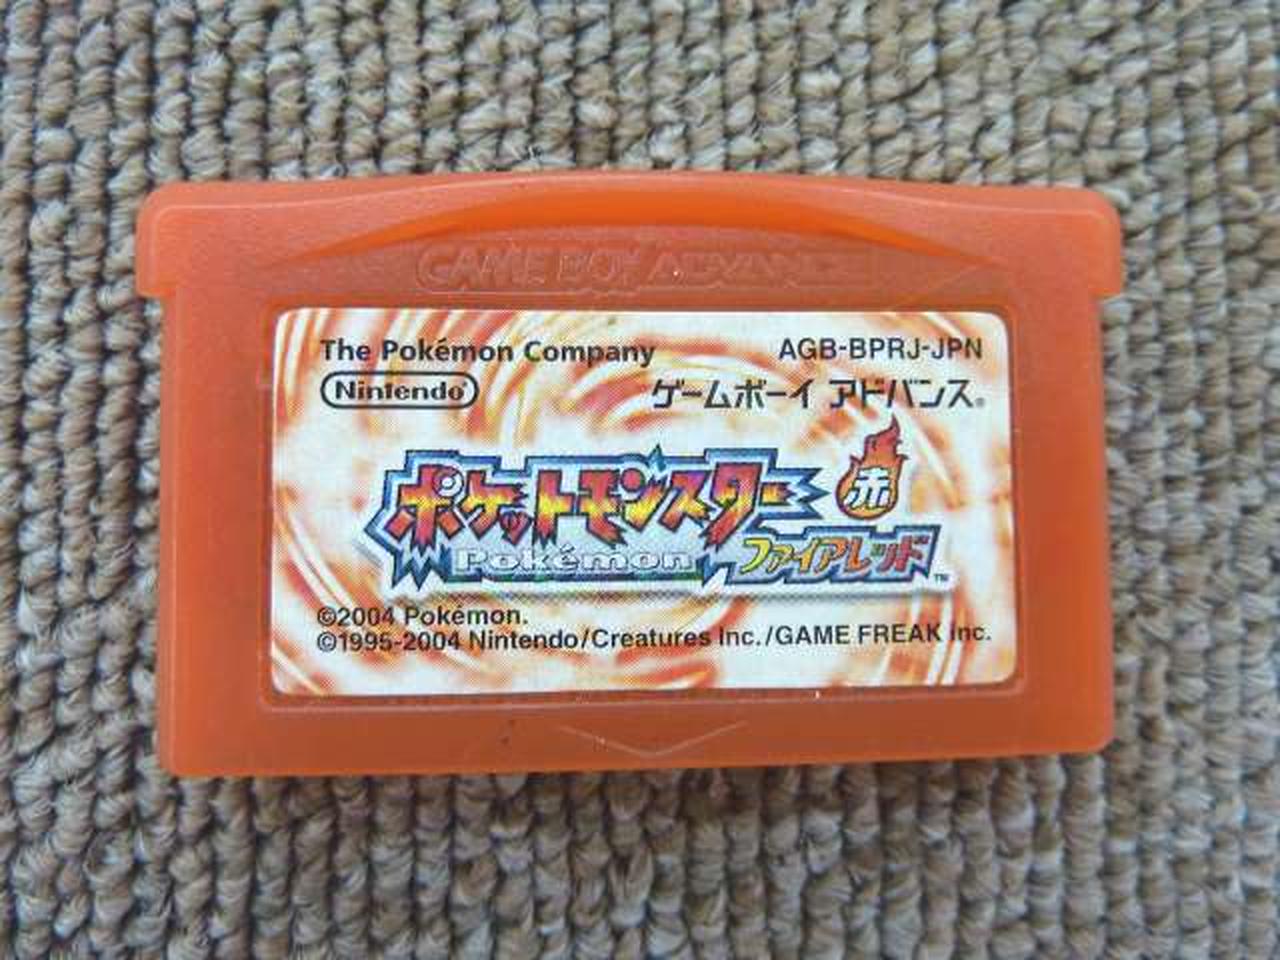 GAME BOY ADVANCE
The Pokémon Company
AGB-BPRJ-JPN
Nintendo®
ゲームボーイ アドバンス®
ポケットモンスター
赤
Pokémon
ファイアレッド™
©2004 Pokémon.
©1995-2004 Nintendo/Creatures inc./GAME FREAK inc.